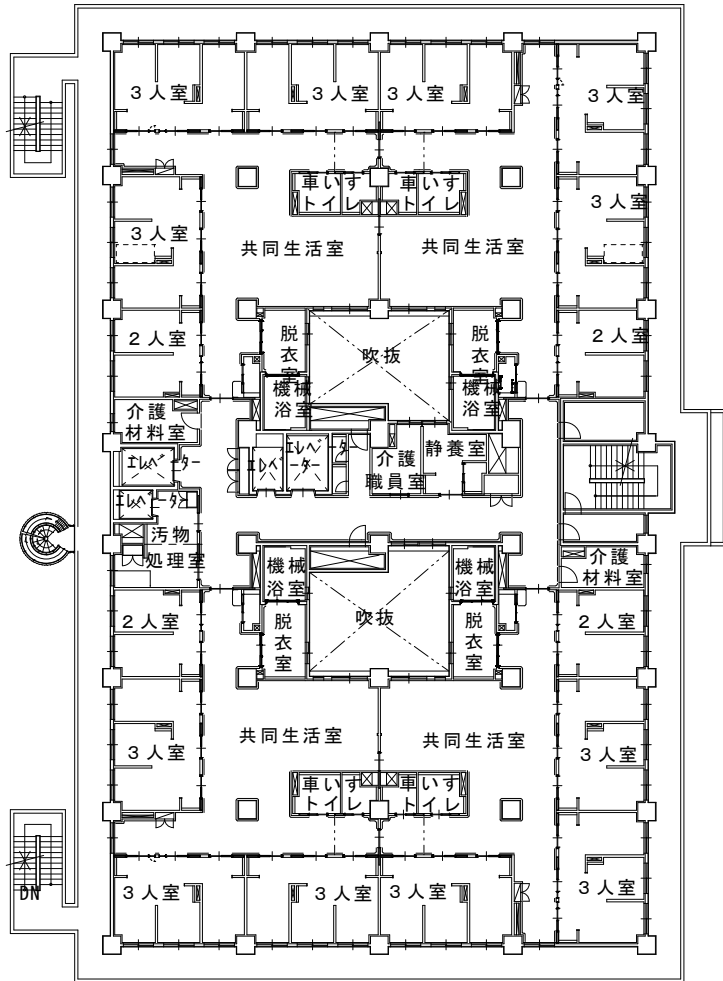 3人室
3人室
3人室
3人室
車いす
トイレ
車いす
トイレ
3人室
3人室
共同生活室
共同生活室
2人室
脱
衣
室
吹抜
脱
衣
室
2人室
機械
浴室
機械
浴室
介護
材料室
エレベーター
エレベ
ーター
エレベーター
介護
職員室
静養室
エレベーター
汚物
処理室
機械
浴室
機械
浴室
介護
材料室
2人室
脱
衣
室
吹抜
脱
衣
室
2人室
共同生活室
共同生活室
3人室
3人室
車いす
トイレ
車いす
トイレ
3人室
3人室
3人室
3人室
DN